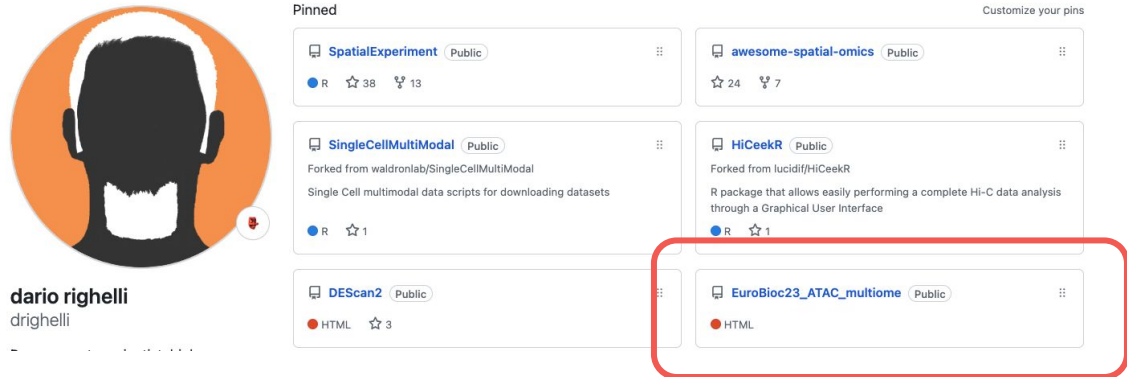 Pinned
Customize your pins
SpatialExperiment Public
R 38 13
awesome-spatial-omics Public
24 7
SingleCellMultiModal Public
Forked from waldronlab/SingleCellMultiModal
Single Cell multimodal data scripts for downloading datasets
R 1
HiCeekR Public
Forked from lucidif/HiCeekR
R package that allows easily performing a complete Hi-C data analysis
through a Graphical User Interface
R 1
DEScan2 Public
HTML 3
EuroBioc23_ATAC_multiome Public
HTML
dario righelli
drighelli